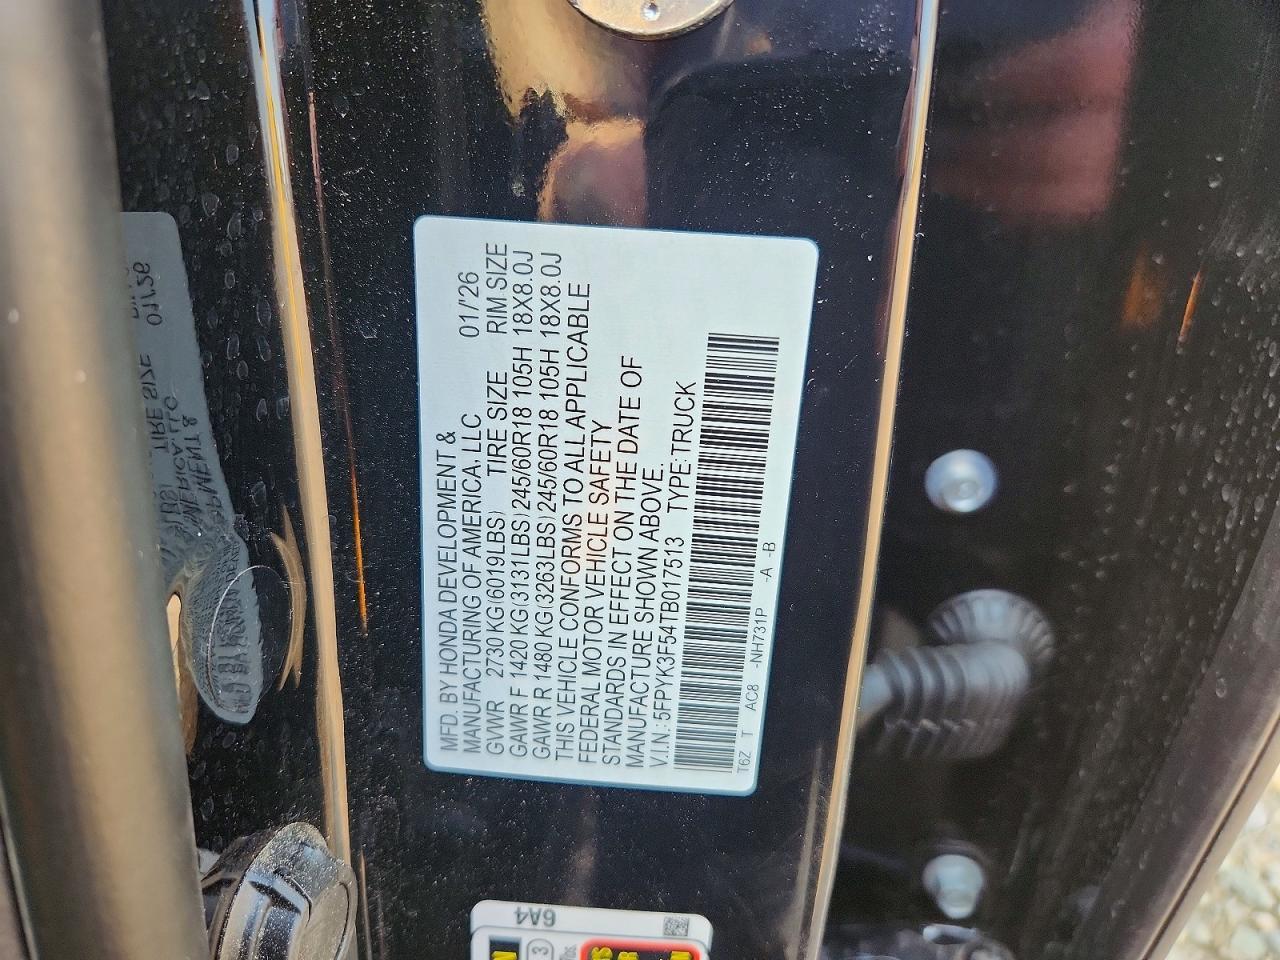 MFD. BY HONDA DEVELOPMENT &
MANUFACTURING OF AMERICA, LLC 01/'26
GVWR 2730 KG(6019LBS) TIRE SIZE RIM SIZE
GAWR F 1420 KG(3131LBS) 245/60R18 105H 18X8.0J
GAWR R 1480 KG(3263LBS) 245/60R18 105H 18X8.0J
THIS VEHICLE CONFORMS TO ALL APPLICABLE
FEDERAL MOTOR VEHICLE SAFETY
STANDARDS IN EFFECT ON THE DATE OF
MANUFACTURE SHOWN ABOVE.
V.I.N.: 5FPYK3F54TB017513 TYPE: TRUCK
T6Z T AC8 -NH731P -A -B
6A4
3